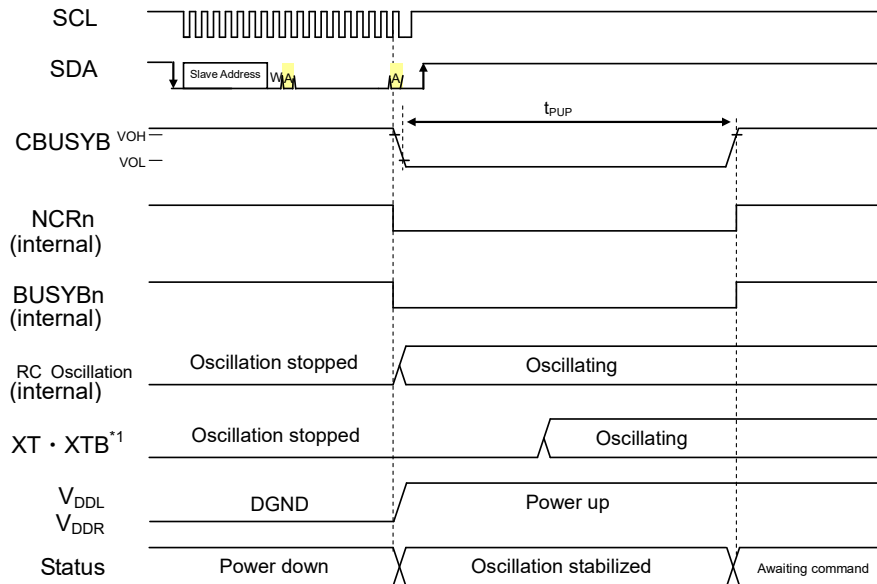 SCL
SDA
Slave Address
W
A
A
t_PUP
CBUSYB
VOH
VOL
NCRn
(internal)
BUSYBn
(internal)
RC Oscillation
(internal)
Oscillation stopped
Oscillating
XT・XTB*1
Oscillation stopped
Oscillating
VDDL
VDDR
DGND
Power up
Status
Power down
Oscillation stabilized
Awaiting command